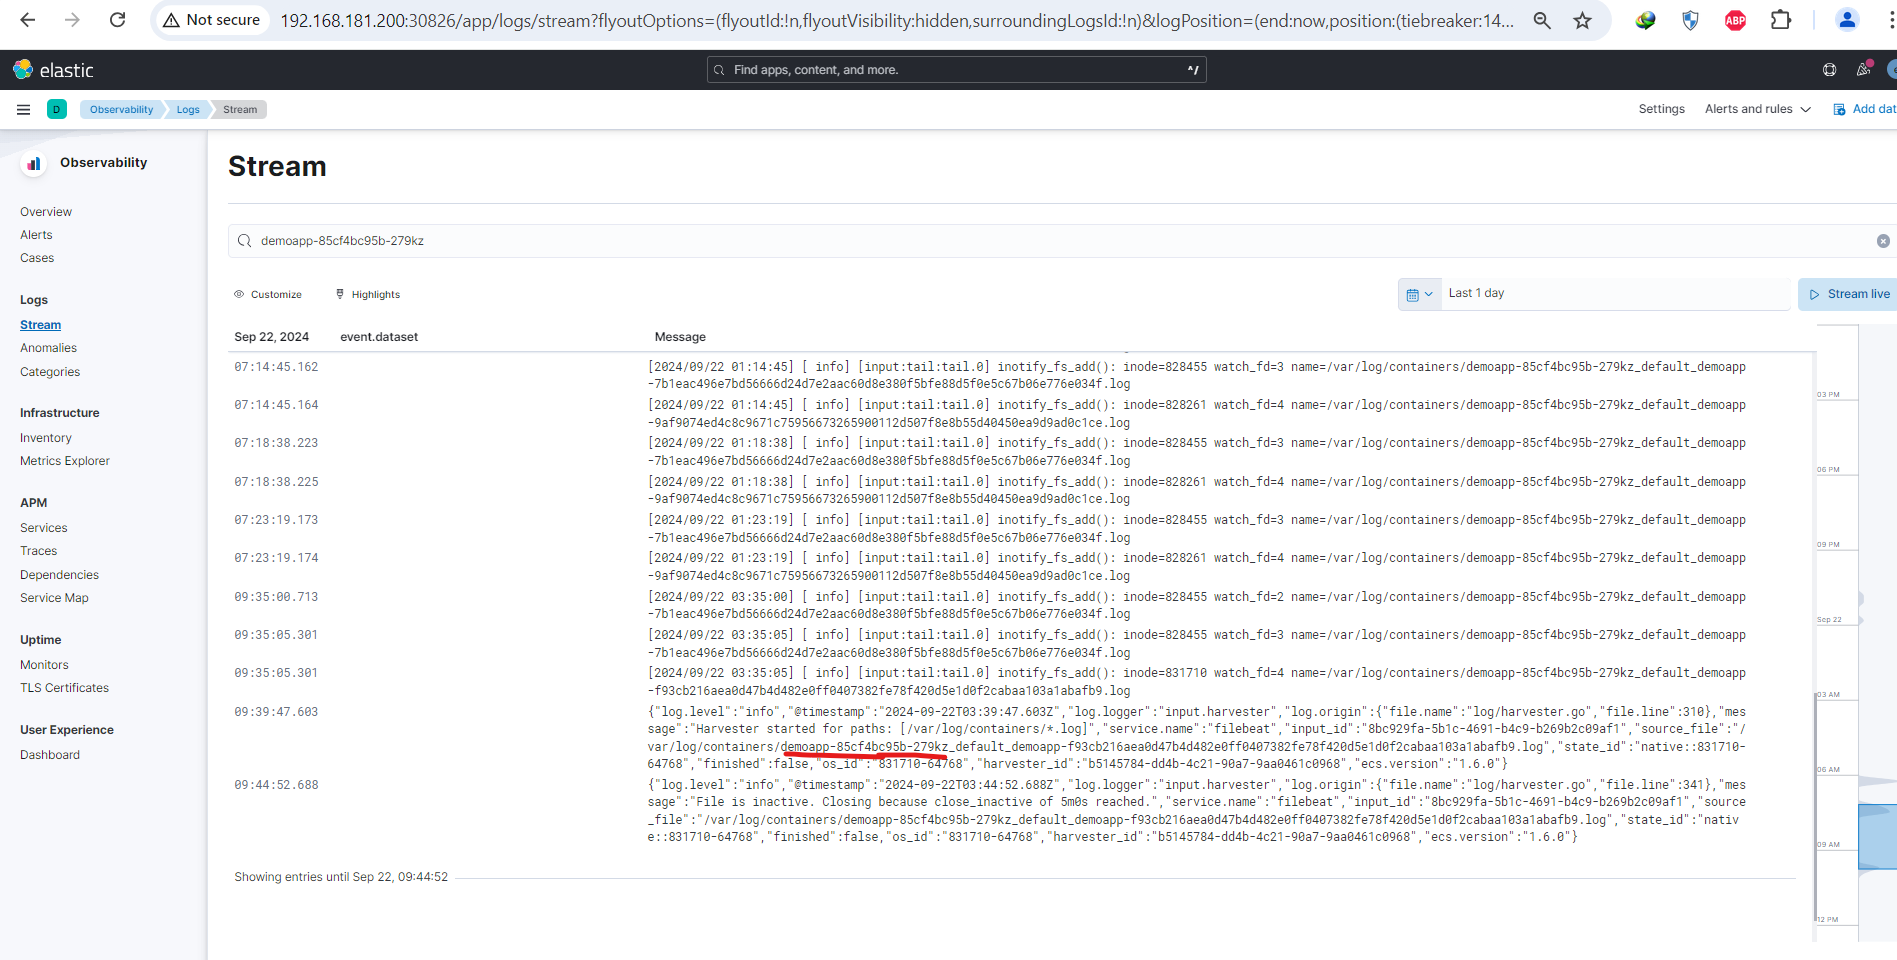 Not secure
192.168.181.200:30826/app/logs/stream?flyoutOptions=(flyoutId:!n,flyoutVisibility:hidden,surroundingLogsId:!n)&logPosition=(end:now,position:(tiebreaker:14...
ABP
elastic
Find apps, content, and more.
^/
D
Observability
Logs
Stream
Settings
Alerts and rules
Add dat
Observability
Overview
Alerts
Cases
Logs
Stream
Anomalies
Categories
Infrastructure
Inventory
Metrics Explorer
APM
Services
Traces
Dependencies
Service Map
Uptime
Monitors
TLS Certificates
User Experience
Dashboard
Stream
demoapp-85cf4bc95b-279kz
Customize
Highlights
Last 1 day
Stream live
Sep 22, 2024 event.dataset Message
07:14:45.162 [2024/09/22 01:14:45] [ info] [input:tail:tail.0] inotify_fs_add(): inode=828455 watch_fd=3 name=/var/log/containers/demoapp-85cf4bc95b-279kz_default_demoapp
-7b1eac496e7bd56666d24d7e2aac60d8e380f5bfe88d5f0e5c67b06e776e034f.log
07:14:45.164 [2024/09/22 01:14:45] [ info] [input:tail:tail.0] inotify_fs_add(): inode=828261 watch_fd=4 name=/var/log/containers/demoapp-85cf4bc95b-279kz_default_demoapp
-9af9074ed4c8c9671c75956673265900112d507f8e8b55d40450ea9d9ad0c1ce.log
07:18:38.223 [2024/09/22 01:18:38] [ info] [input:tail:tail.0] inotify_fs_add(): inode=828455 watch_fd=3 name=/var/log/containers/demoapp-85cf4bc95b-279kz_default_demoapp
-7b1eac496e7bd56666d24d7e2aac60d8e380f5bfe88d5f0e5c67b06e776e034f.log
07:18:38.225 [2024/09/22 01:18:38] [ info] [input:tail:tail.0] inotify_fs_add(): inode=828261 watch_fd=4 name=/var/log/containers/demoapp-85cf4bc95b-279kz_default_demoapp
-9af9074ed4c8c9671c75956673265900112d507f8e8b55d40450ea9d9ad0c1ce.log
07:23:19.173 [2024/09/22 01:23:19] [ info] [input:tail:tail.0] inotify_fs_add(): inode=828455 watch_fd=3 name=/var/log/containers/demoapp-85cf4bc95b-279kz_default_demoapp
-7b1eac496e7bd56666d24d7e2aac60d8e380f5bfe88d5f0e5c67b06e776e034f.log
07:23:19.174 [2024/09/22 01:23:19] [ info] [input:tail:tail.0] inotify_fs_add(): inode=828261 watch_fd=4 name=/var/log/containers/demoapp-85cf4bc95b-279kz_default_demoapp
-9af9074ed4c8c9671c75956673265900112d507f8e8b55d40450ea9d9ad0c1ce.log
09:35:00.713 [2024/09/22 03:35:00] [ info] [input:tail:tail.0] inotify_fs_add(): inode=828455 watch_fd=2 name=/var/log/containers/demoapp-85cf4bc95b-279kz_default_demoapp
-7b1eac496e7bd56666d24d7e2aac60d8e380f5bfe88d5f0e5c67b06e776e034f.log
09:35:05.301 [2024/09/22 03:35:05] [ info] [input:tail:tail.0] inotify_fs_add(): inode=828455 watch_fd=3 name=/var/log/containers/demoapp-85cf4bc95b-279kz_default_demoapp
-7b1eac496e7bd56666d24d7e2aac60d8e380f5bfe88d5f0e5c67b06e776e034f.log
09:35:05.301 [2024/09/22 03:35:05] [ info] [input:tail:tail.0] inotify_fs_add(): inode=831710 watch_fd=4 name=/var/log/containers/demoapp-85cf4bc95b-279kz_default_demoapp
-f93cb216aea0d47b4d482e0ff0407382fe78f420d5e1d0f2cabaa103a1abafb9.log
09:39:47.603 {"log.level":"info","@timestamp":"2024-09-22T03:39:47.603Z","log.logger":"input.harvester","log.origin":{"file.name":"log/harvester.go","file.line":310},"me
ssage":"Harvester started for paths: [/var/log/containers/*.log]","service.name":"filebeat","input_id":"8bc929fa-5b1c-4691-b4c9-b269b2c09af1","source_file":"/
var/log/containers/demoapp-85cf4bc95b-279kz_default_demoapp-f93cb216aea0d47b4d482e0ff0407382fe78f420d5e1d0f2cabaa103a1abafb9.log","state_id":"native::831710-
64768","finished":false,"os_id":"831710-64768","harvester_id":"b5145784-dd4b-4c21-90a7-9aa0461c0968","ecs.version":"1.6.0"}
09:44:52.688 {"log.level":"info","@timestamp":"2024-09-22T03:44:52.688Z","log.logger":"input.harvester","log.origin":{"file.name":"log/harvester.go","file.line":341},"me
ssage":"File is inactive. Closing because close_inactive of 5m0s reached.","service.name":"filebeat","input_id":"8bc929fa-5b1c-4691-b4c9-b269b2c09af1","source
_file":"/var/log/containers/demoapp-85cf4bc95b-279kz_default_demoapp-f93cb216aea0d47b4d482e0ff0407382fe78f420d5e1d0f2cabaa103a1abafb9.log","state_id":"nativ
e::831710-64768","finished":false,"os_id":"831710-64768","harvester_id":"b5145784-dd4b-4c21-90a7-9aa0461c0968","ecs.version":"1.6.0"}
Showing entries until Sep 22, 09:44:52
03 PM
06 PM
09 PM
Sep 22
03 AM
06 AM
09 AM
12 PM